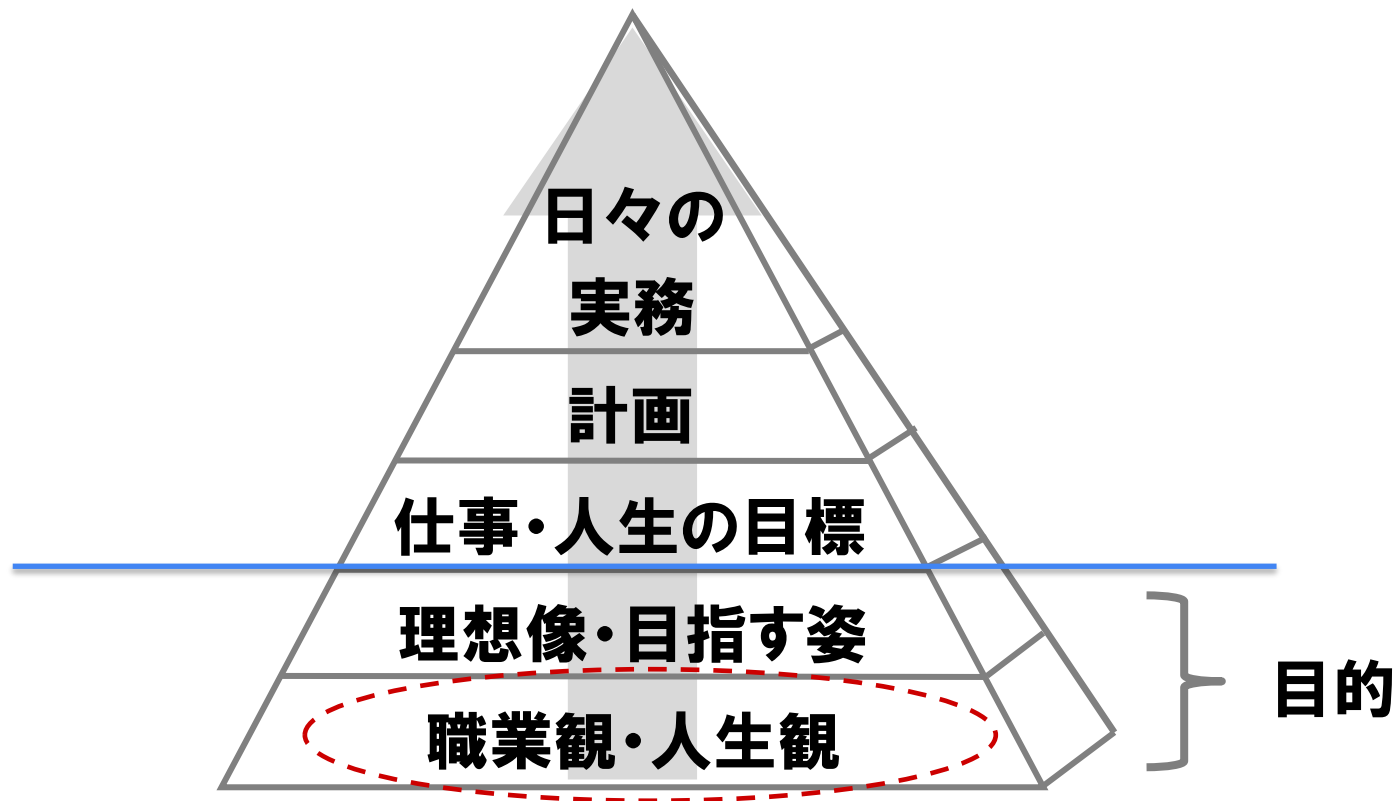 日々の
実務
計画
仕事・人生の目標
理想像・目指す姿
目的
職業観・人生観